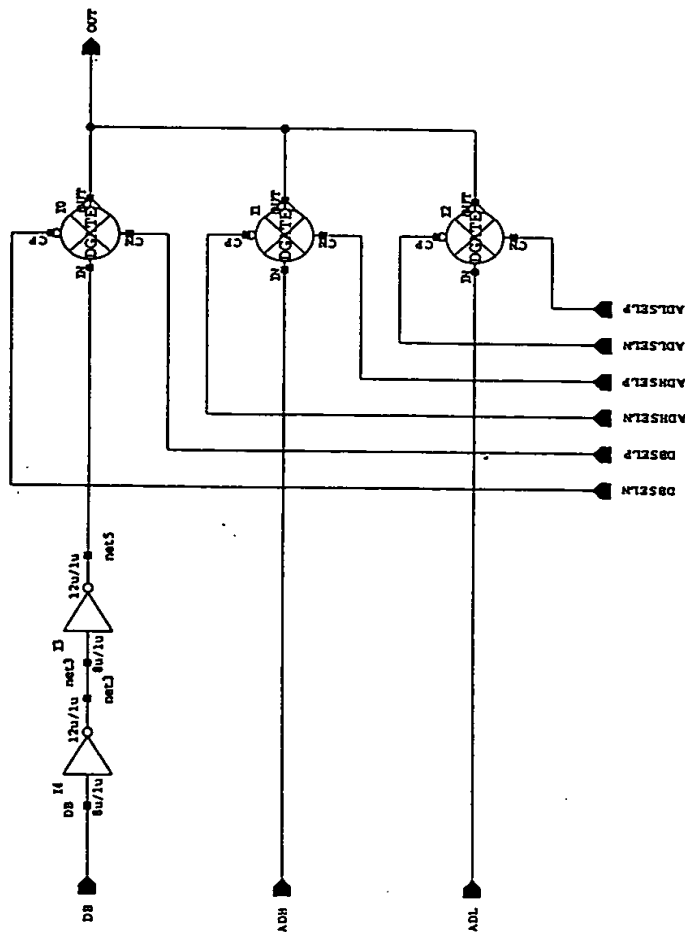 OUT
I0
CP
IN
DGATE
OUT
CN
I1
CP
IN
DGATE
OUT
CN
I2
CP
IN
DGATE
OUT
CN
ADLSELP
ADLSELN
ADHSELP
ADHSELN
DBSELP
DBSELN
net5
12u/1u
I3
8u/1u
net3
net3
12u/1u
I4
8u/1u
DB
DB
ADH
ADL